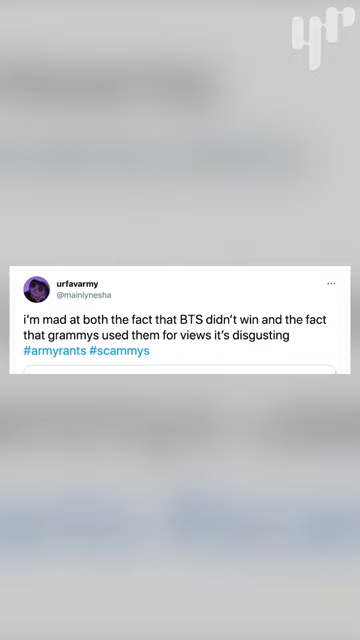 urfavarmy
@mainlynesha
i'm mad at both the fact that BTS didn't win and the fact
that grammys used them for views it's disgusting
#armyrants #scammys